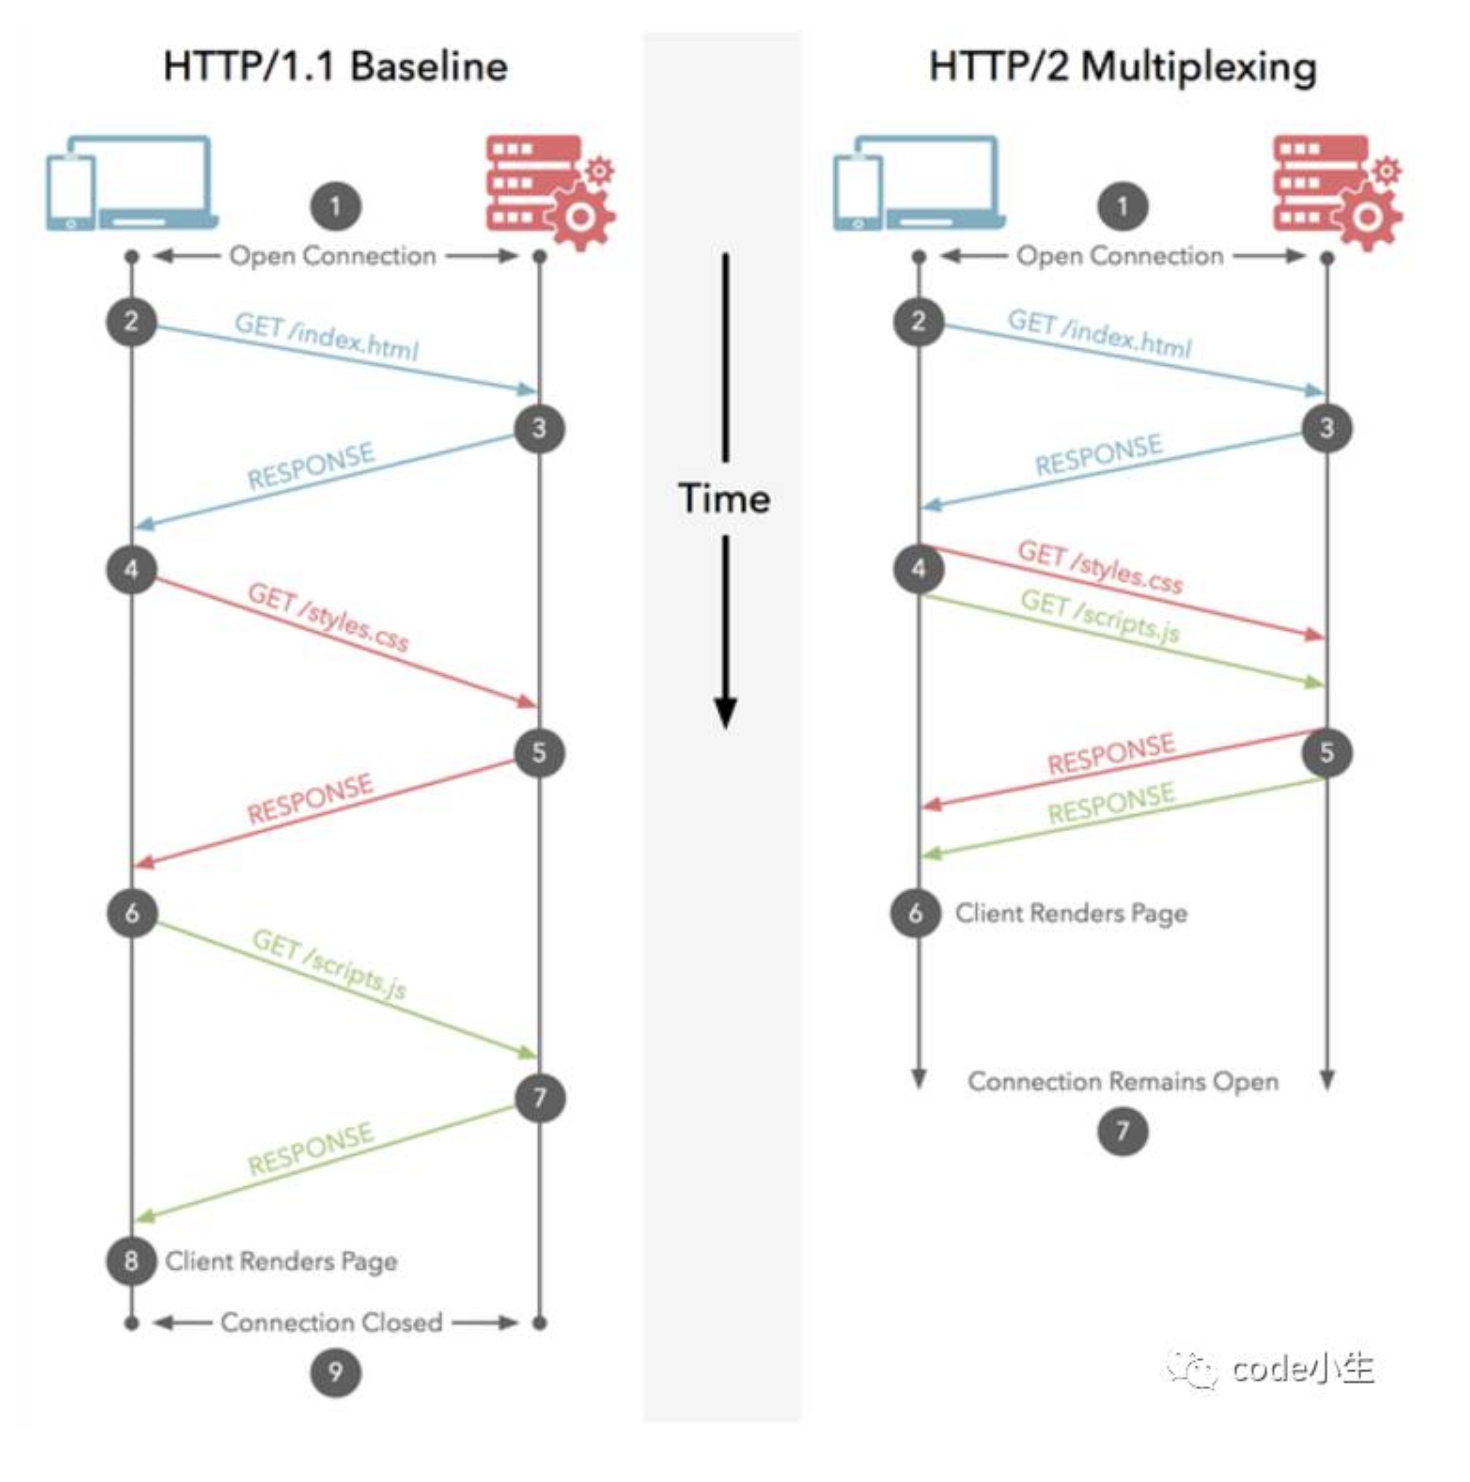 HTTP/1.1 Baseline
1
Open Connection
2
GET /index.html
3
RESPONSE
4
GET /styles.css
5
RESPONSE
6
GET /scripts.js
7
RESPONSE
8 Client Renders Page
Connection Closed
9
Time
HTTP/2 Multiplexing
1
Open Connection
2
GET /index.html
3
RESPONSE
4
GET /styles.css
GET /scripts.js
5
RESPONSE
RESPONSE
6 Client Renders Page
Connection Remains Open
7
code小生